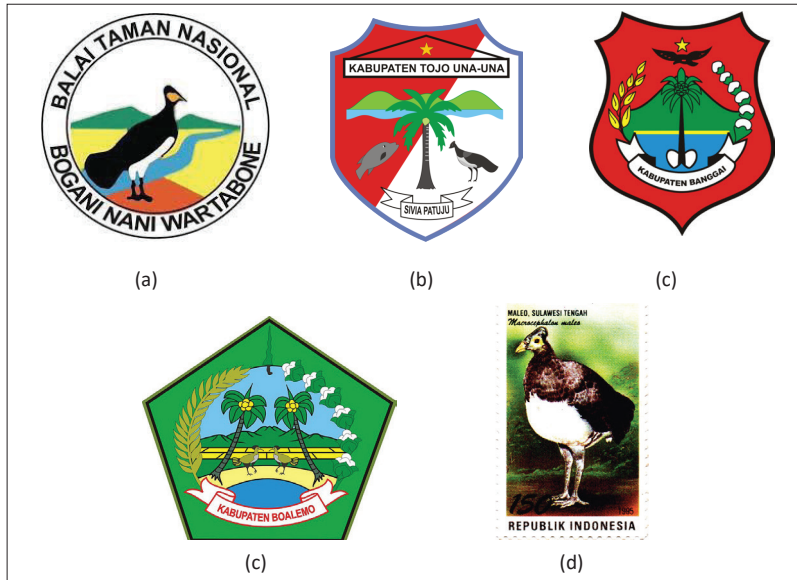 BALAI TAMAN NASIONAL
BOGANI NANI WARTABONE
(a)
KABUPATEN TOJO UNA-UNA
SIVIA PATUJU
(b)
KABUPATEN BANGGAI
(c)
KABUPATEN BOALEMO
(c)
MALEO, SULAWESI TENGAH
Macrocephalon maleo
150
1995
REPUBLIK INDONESIA
(d)